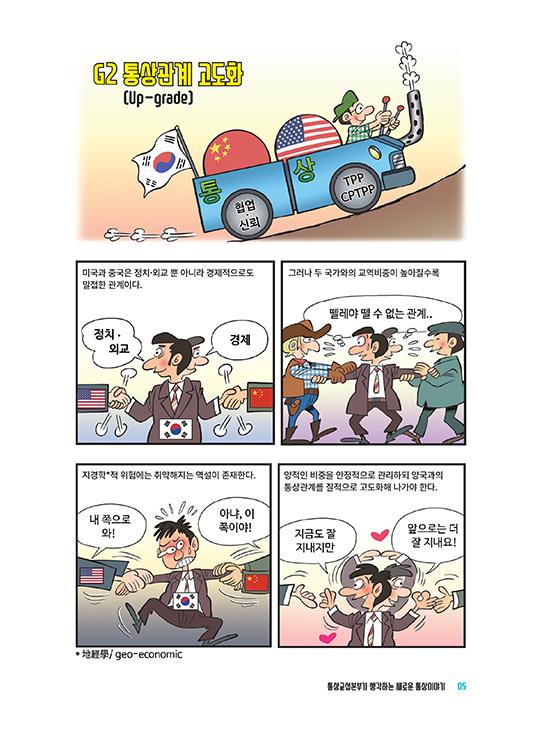 G2 통상관계 고도화
(Up-grade)
통
상
협업
·
신뢰
TPP
CPTPP
미국과 중국은 정치·외교 뿐 아니라 경제적으로도
밀접한 관계이다.
정치·
외교
경제
그러나 두 국가와의 교역비중이 높아질수록
뗄레야 뗄 수 없는 관계..
지경학*적 위험에는 취약해지는 역설이 존재한다.
내 쪽으로
와!
아냐, 이
쪽이야!
양적인 비중을 안정적으로 관리하되 양국과의
통상관계를 질적으로 고도화해 나가야 한다.
지금도 잘
지내지만
앞으로는 더
잘 지내요!
* 地經學/ geo-economic
통상교섭본부가 생각하는 새로운 통상이야기 05